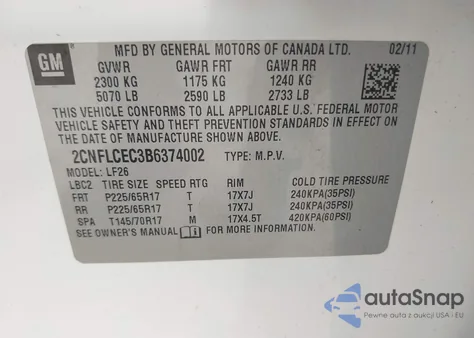 GM
MFD BY GENERAL MOTORS OF CANADA LTD. 02/11
GVWR GAWR FRT GAWR RR
2300 KG 1175 KG 1240 KG
5070 LB 2590 LB 2733 LB
THIS VEHICLE CONFORMS TO ALL APPLICABLE U.S. FEDERAL MOTOR
VEHICLE SAFETY AND THEFT PREVENTION STANDARDS IN EFFECT ON
THE DATE OF MANUFACTURE SHOWN ABOVE.
2CNFLCEC3B6374002 TYPE: M.P.V.
MODEL: LF26
LBC2 TIRE SIZE SPEED RTG RIM COLD TIRE PRESSURE
FRT P225/65R17 T 17X7J 240KPA(35PSI)
RR P225/65R17 T 17X7J 240KPA(35PSI)
SPA T145/70R17 M 17X4.5T 420KPA(60PSI)
SEE OWNER'S MANUAL FOR MORE INFORMATION.
autoSnap
Pewne auta z aukcji USA i EU